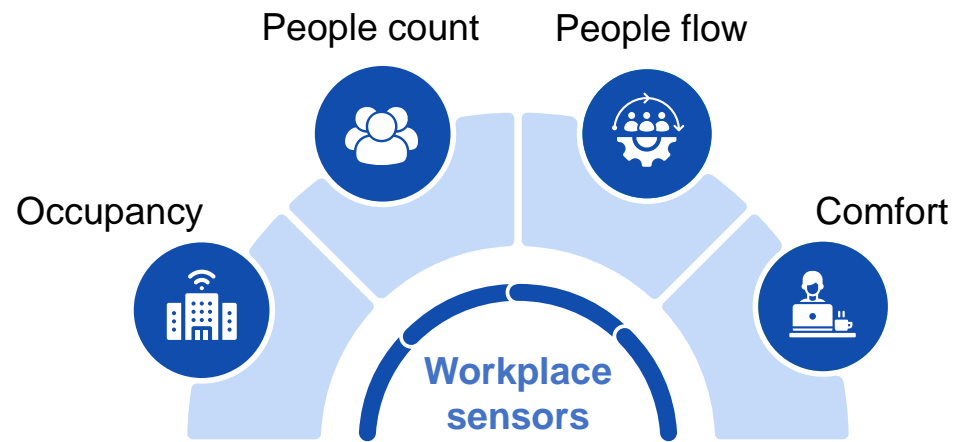 People count
People flow
Occupancy
Comfort
Workplace
sensors